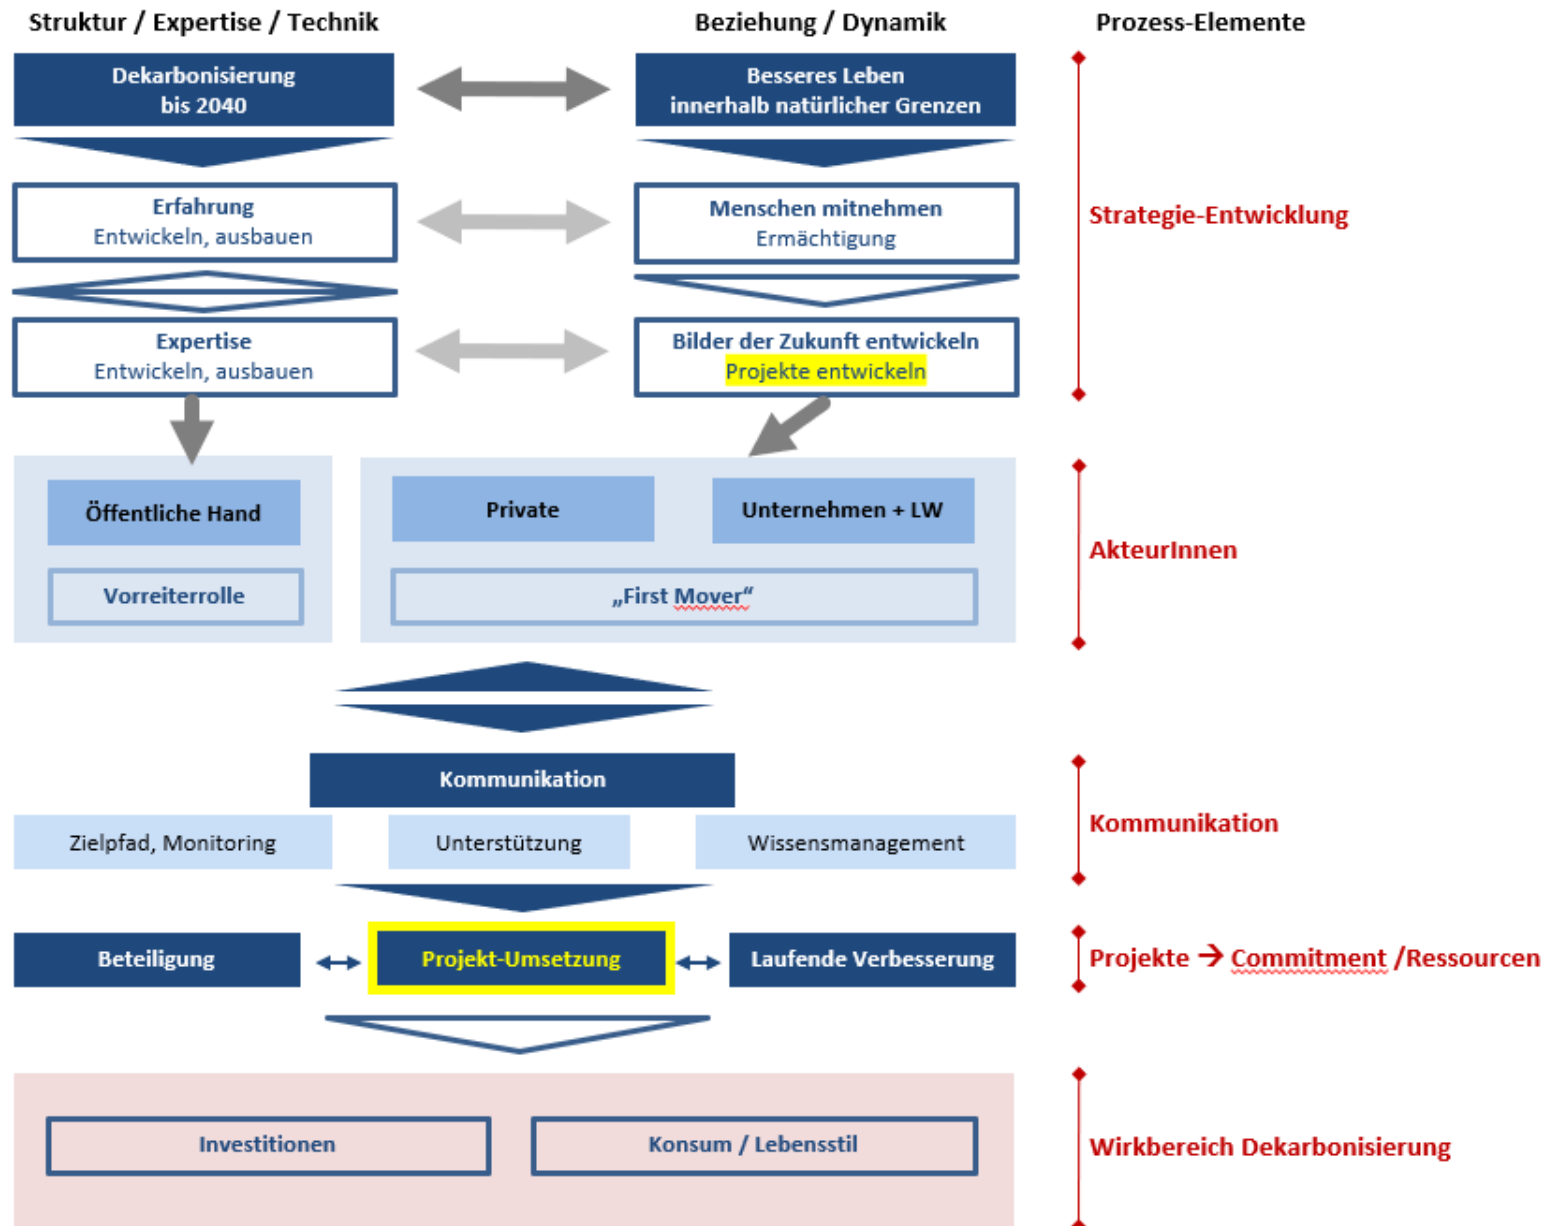 Struktur / Expertise / Technik
Beziehung / Dynamik
Prozess-Elemente
Dekarbonisierung
bis 2040
Besseres Leben
innerhalb natürlicher Grenzen
Erfahrung
Entwickeln, ausbauen
Menschen mitnehmen
Ermächtigung
Strategie-Entwicklung
Expertise
Entwickeln, ausbauen
Bilder der Zukunft entwickeln
Projekte entwickeln
Öffentliche Hand
Private
Unternehmen + LW
AkteurInnen
Vorreiterrolle
„First Mover“
Kommunikation
Zielpfad, Monitoring
Unterstützung
Wissensmanagement
Kommunikation
Beteiligung
Projekt-Umsetzung
Laufende Verbesserung
Projekte → Commitment /Ressourcen
Investitionen
Konsum / Lebensstil
Wirkbereich Dekarbonisierung